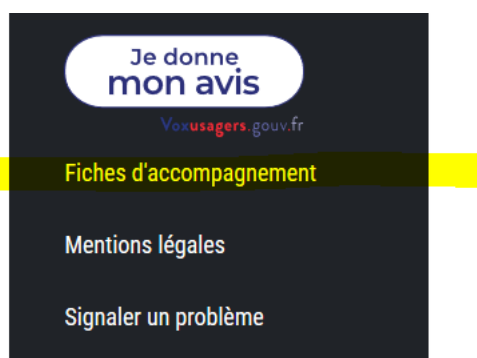 Je donne
mon avis
Voxusagers.gouv.fr
Fiches d'accompagnement
Mentions légales
Signaler un problème